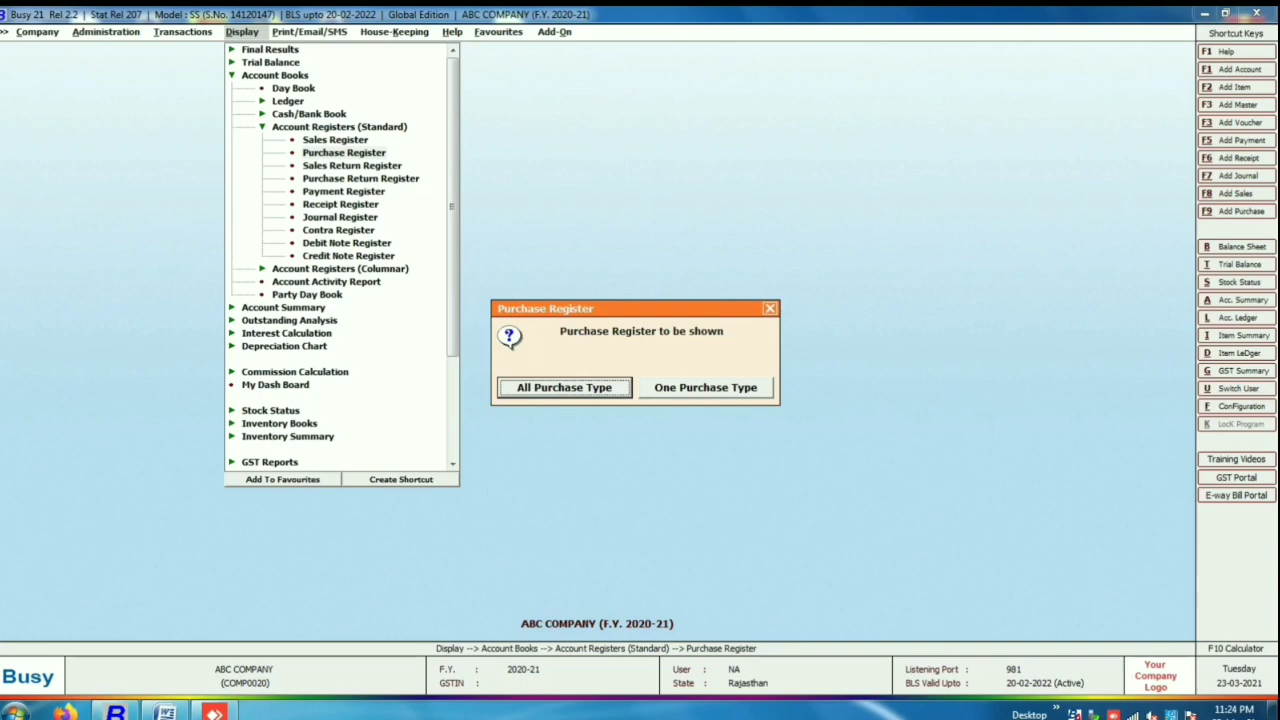 Busy 21 Rel 2.2 | Stat Rel 207 | Model : SS (S.No. 14120147) | BLS upto 20-02-2022 | Global Edition | ABC COMPANY (F.Y. 2020-21)
>> Company Administration Transactions Display Print/Email/SMS House-Keeping Help Favourites Add-On
Final Results
Trial Balance
Account Books
Day Book
Ledger
Cash/Bank Book
Account Registers (Standard)
Sales Register
Purchase Register
Sales Return Register
Purchase Return Register
Payment Register
Receipt Register
Journal Register
Contra Register
Debit Note Register
Credit Note Register
Account Registers (Columnar)
Account Activity Report
Party Day Book
Account Summary
Outstanding Analysis
Interest Calculation
Depreciation Chart
Commission Calculation
My Dash Board
Stock Status
Inventory Books
Inventory Summary
GST Reports
Add To Favourites Create Shortcut
Purchase Register
Purchase Register to be shown
All Purchase Type One Purchase Type
Shortcut Keys
F1 Help
F1 Add Account
F2 Add Item
F3 Add Master
F3 Add Voucher
F5 Add Payment
F6 Add Receipt
F7 Add Journal
F8 Add Sales
F9 Add Purchase
B Balance Sheet
T Trial Balance
S Stock Status
A Acc. Summary
L Acc. Ledger
I Item Summary
D Item LeDger
G GST Summary
U Switch User
F ConFiguration
K LocK Program
Training Videos
GST Portal
E-way Bill Portal
ABC COMPANY (F.Y. 2020-21)
Display --> Account Books --> Account Registers (Standard) --> Purchase Register
F10 Calculator
Busy
ABC COMPANY
(COMP0020)
F.Y. : 2020-21
GSTIN :
User : NA
State : Rajasthan
Listening Port : 981
BLS Valid Upto : 20-02-2022 (Active)
Your
Company
Logo
Tuesday
23-03-2021
Desktop »
11:24 PM